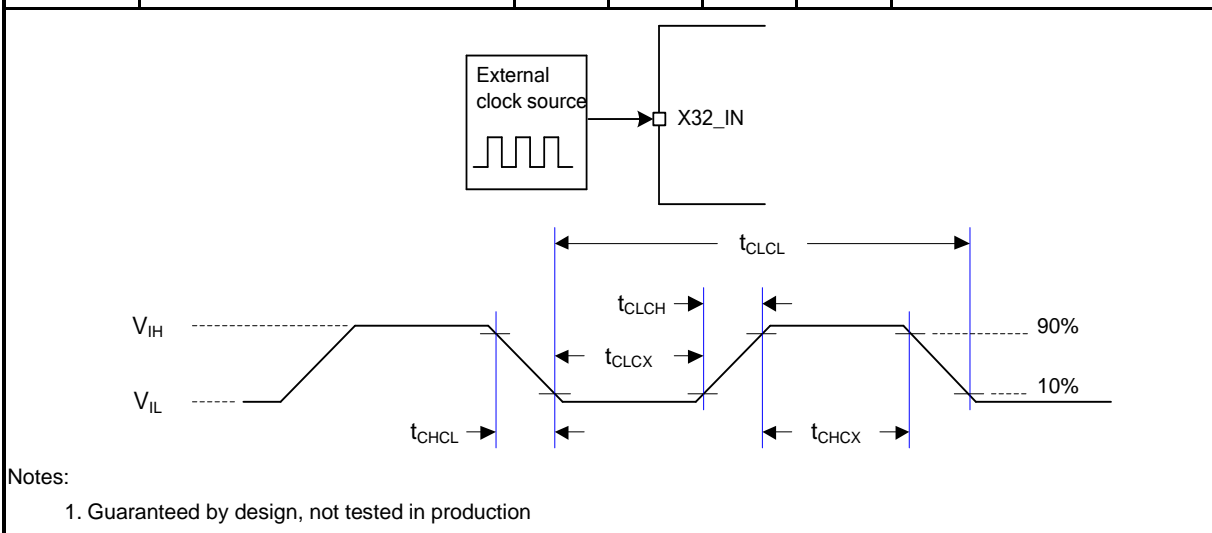 External
clock source
X32_IN
tCLCL
tCLCH
VIH
90%
tCLCX
VIL
10%
tCHCL
tCHCX
Notes:
1. Guaranteed by design, not tested in production